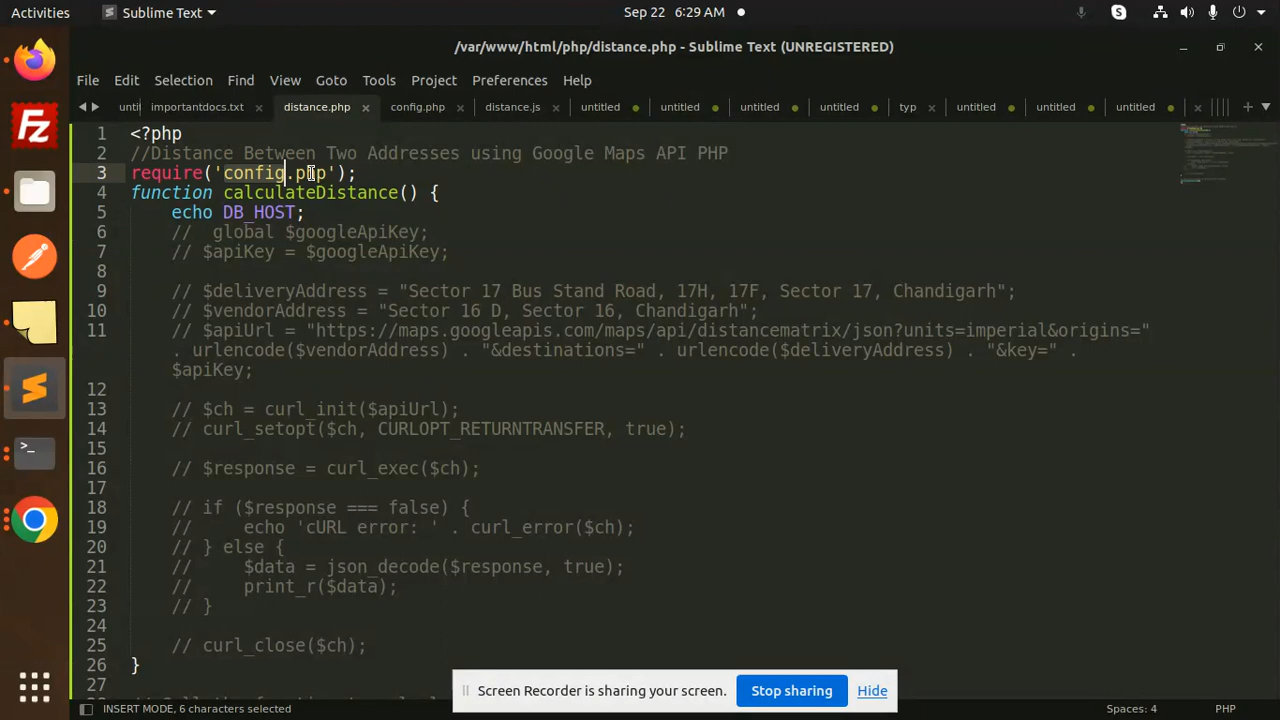 Activities
Sublime Text
Sep 22 6:29 AM
/var/www/html/php/distance.php - Sublime Text (UNREGISTERED)
File Edit Selection Find View Goto Tools Project Preferences Help
unti importantdocs.txt distance.php config.php distance.js untitled untitled untitled untitled typ untitled untitled untitled
1 <?php
2 //Distance Between Two Addresses using Google Maps API PHP
3 require('config.php');
4 function calculateDistance() {
5 echo DB_HOST;
6 //  global $googleApiKey;
7 // $apiKey = $googleApiKey;
8
9 // $deliveryAddress = "Sector 17 Bus Stand Road, 17H, 17F, Sector 17, Chandigarh";
10 // $vendorAddress = "Sector 16 D, Sector 16, Chandigarh";
11 // $apiUrl = "https://maps.googleapis.com/maps/api/distancematrix/json?units=imperial&origins="
. urlencode($vendorAddress) . "&destinations=" . urlencode($deliveryAddress) . "&key=" .
$apiKey;
12
13 // $ch = curl_init($apiUrl);
14 // curl_setopt($ch, CURLOPT_RETURNTRANSFER, true);
15
16 // $response = curl_exec($ch);
17
18 // if ($response === false) {
19 //     echo 'cURL error: ' . curl_error($ch);
20 // } else {
21 //     $data = json_decode($response, true);
22 //     print_r($data);
23 // }
24
25 // curl_close($ch);
26 }
27
Screen Recorder is sharing your screen. Stop sharing Hide
INSERT MODE, 6 characters selected
Spaces: 4
PHP